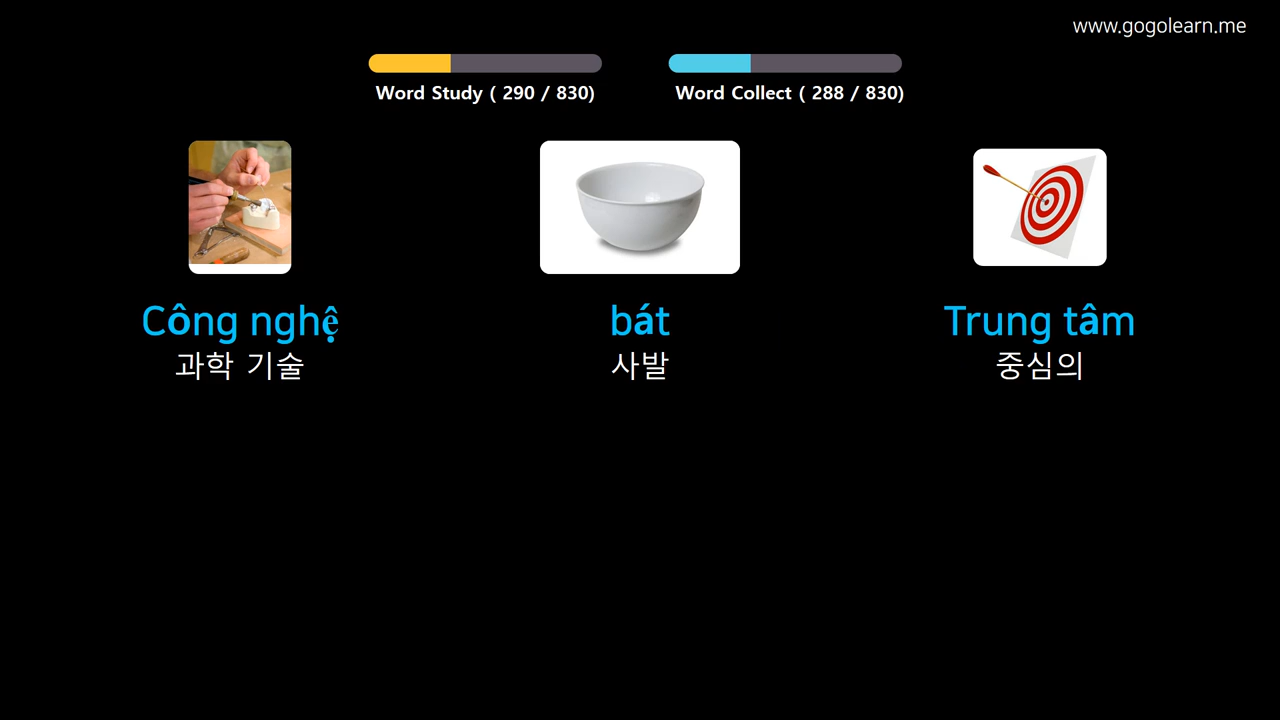 www.gogolearn.me
Word Study ( 290 / 830)
Word Collect ( 288 / 830)
Công nghệ
과학 기술
bát
사발
Trung tâm
중심의